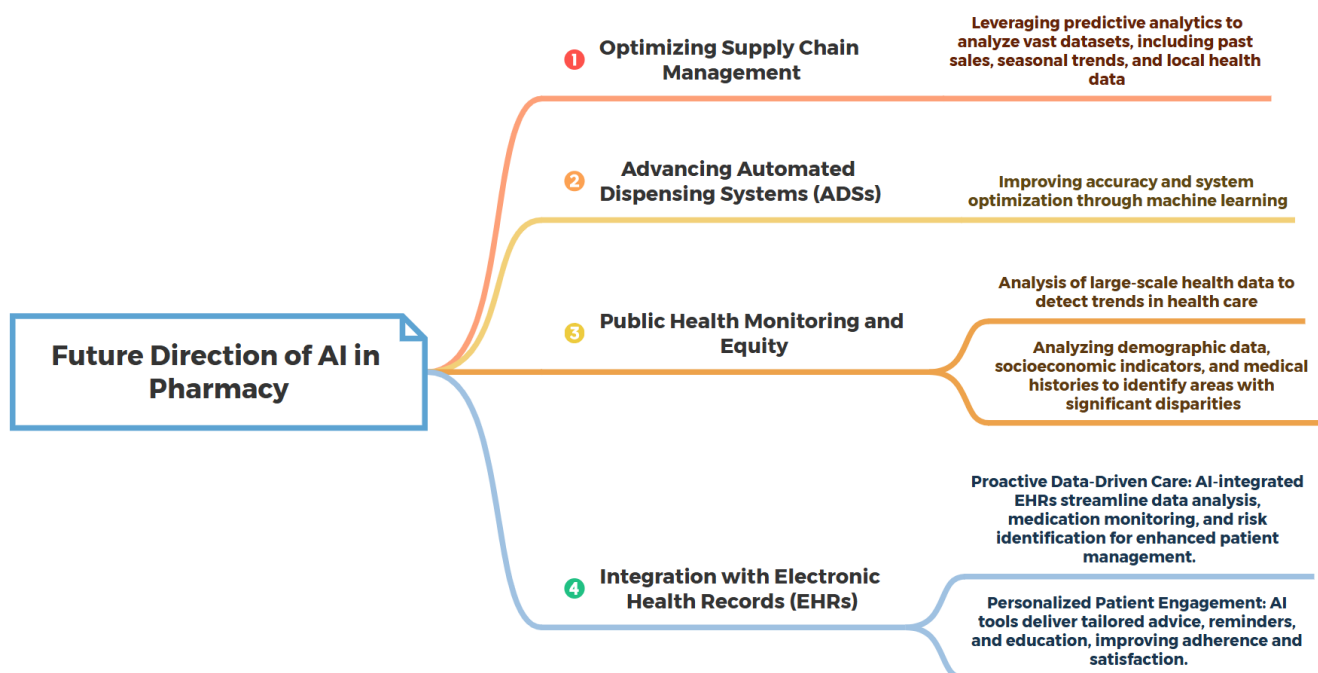 Future Direction of AI in
Pharmacy
1
Optimizing Supply Chain
Management
Leveraging predictive analytics to
analyze vast datasets, including past
sales, seasonal trends, and local health
data
2
Advancing Automated
Dispensing Systems (ADSs)
Improving accuracy and system
optimization through machine learning
3
Public Health Monitoring and
Equity
Analysis of large-scale health data to
detect trends in health care
Analyzing demographic data,
socioeconomic indicators, and medical
histories to identify areas with
significant disparities
4
Integration with Electronic
Health Records (EHRs)
Proactive Data-Driven Care: AI-integrated
EHRs streamline data analysis,
medication monitoring, and risk
identification for enhanced patient
management.
Personalized Patient Engagement: AI
tools deliver tailored advice, reminders,
and education, improving adherence and
satisfaction.